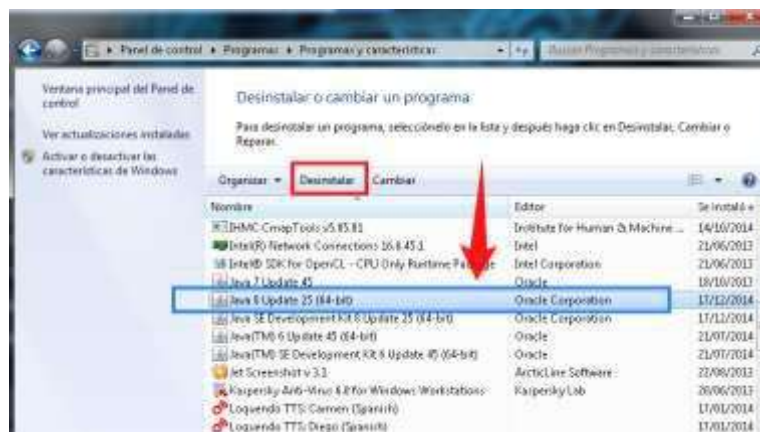 Panel de control ▸ Programas ▸ Programas y características
Buscar Programas y características
Ventana principal del Panel de
control
Ver actualizaciones instaladas
Activar o desactivar las
características de Windows
Desinstalar o cambiar un programa
Para desinstalar un programa, selecciónelo en la lista y después haga clic en Desinstalar, Cambiar o
Reparar.
Organizar Desinstalar Cambiar
Nombre Editor Se instaló
IHMC CmapTools v5.05.01 Institute for Human & Machine ... 14/10/2014
Intel(R) Network Connections 16.8.45.1 Intel 21/06/2013
Intel® SDK for OpenCL - CPU Only Runtime Intel Corporation 21/06/2013
Java 7 Update 45 Oracle 18/10/2013
Java 8 Update 25 (64-bit) Oracle Corporation 17/12/2014
Java SE Development Kit 8 Update 25 (64-bit) Oracle Corporation 17/12/2014
Java(TM) 6 Update 45 (64-bit) Oracle 21/07/2014
Java(TM) SE Development Kit 6 Update 45 (64-bit) Oracle 21/07/2014
Jet Screenshot v 3.1 ArcticLine Software 22/08/2013
Kaspersky Anti-Virus 6.0 for Windows Workstations Kaspersky Lab 20/06/2013
Loquendo TTS: Carmen (Spanish) 17/01/2014
Loquendo TTS: Diego (Spanish) 17/01/2014